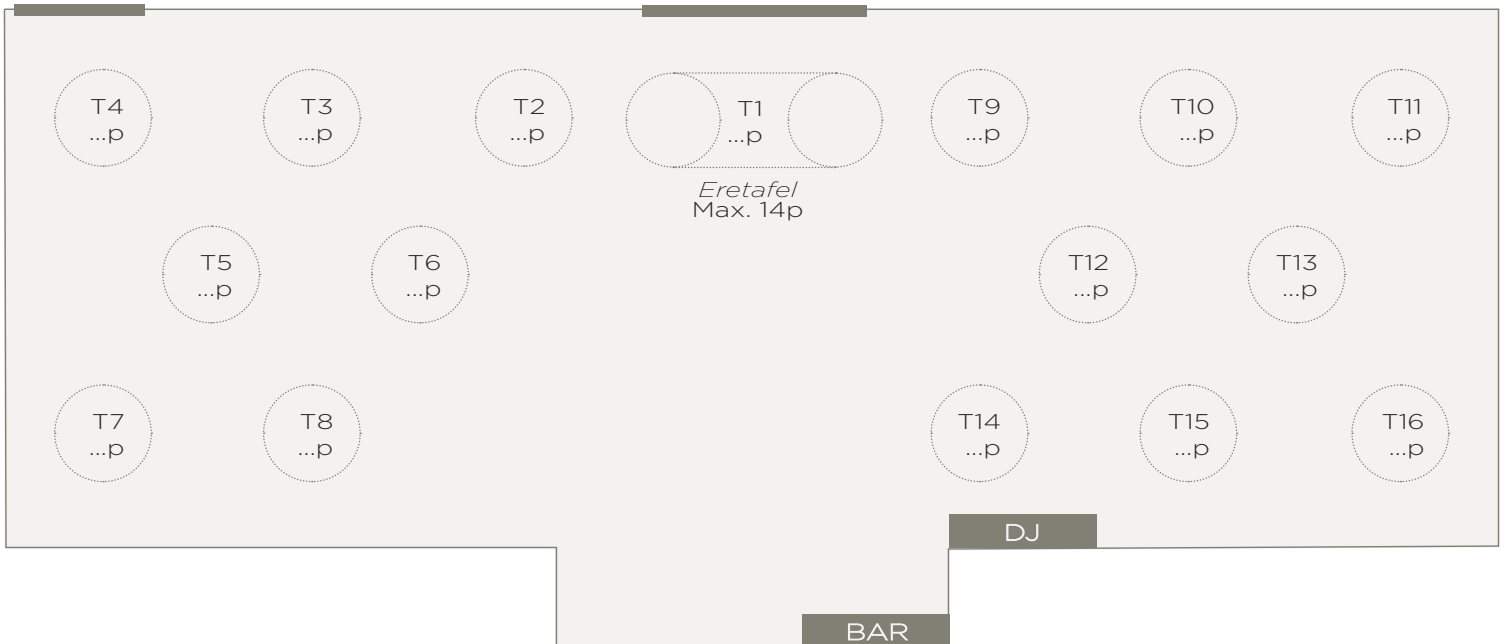 T4
...p
T3
...p
T2
...p
T1
...p
Eretafel
Max. 14p
T9
...p
T10
...p
T11
...p
T5
...p
T6
...p
T12
...p
T13
...p
T7
...p
T8
...p
T14
...p
T15
...p
T16
...p
DJ
BAR